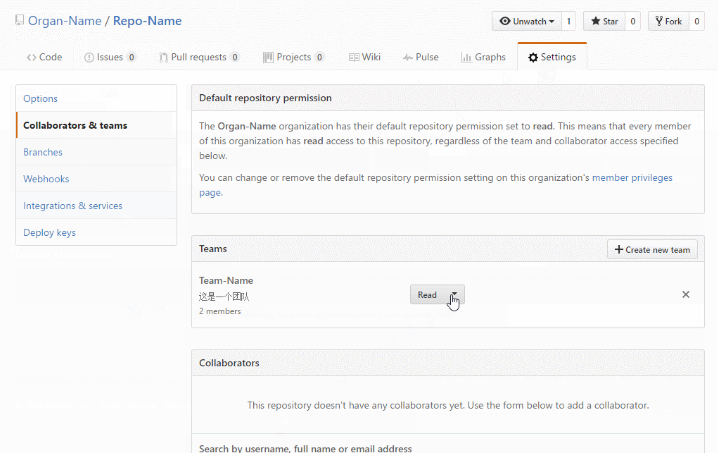 Organ-Name / Repo-Name
Unwatch 1 Star 0 Fork 0
Code Issues 0 Pull requests 0 Projects 0 Wiki Pulse Graphs Settings
Options
Collaborators & teams
Branches
Webhooks
Integrations & services
Deploy keys
Default repository permission
The Organ-Name organization has their default repository permission set to read. This means that every member
of this organization has read access to this repository, regardless of the team and collaborator access specified
below.
You can change or remove the default repository permission setting on this organization's member privileges
page.
Teams
Create new team
Team-Name
这是一个团队
2 members
Read
Collaborators
This repository doesn't have any collaborators yet. Use the form below to add a collaborator.
Search by username, full name or email address